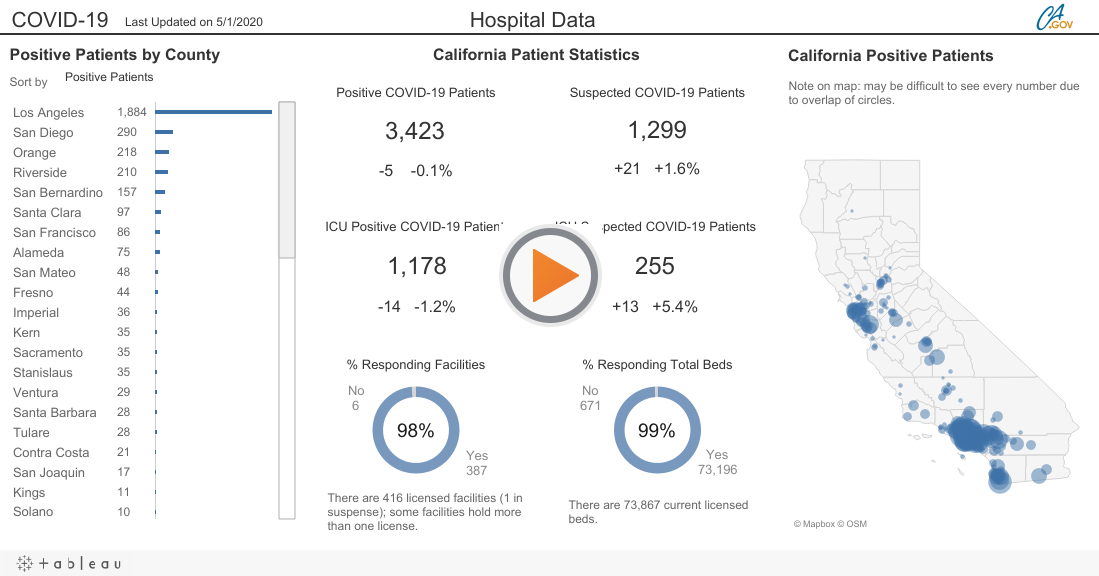 COVID-19 Last Updated on 5/1/2020
Hospital Data
CA
.GOV
Positive Patients by County
Sort by Positive Patients
Los Angeles 1,884
San Diego 290
Orange 218
Riverside 210
San Bernardino 157
Santa Clara 97
San Francisco 86
Alameda 75
San Mateo 48
Fresno 44
Imperial 36
Kern 35
Sacramento 35
Stanislaus 35
Ventura 29
Santa Barbara 28
Tulare 28
Contra Costa 21
San Joaquin 17
Kings 11
Solano 10
California Patient Statistics
Positive COVID-19 Patients
3,423
-5 -0.1%
Suspected COVID-19 Patients
1,299
+21 +1.6%
ICU Positive COVID-19
1,178
-14 -1.2%
COVID-19 Patients
255
+13 +5.4%
% Responding Facilities
No
6
98%
Yes
387
There are 416 licensed facilities (1 in
suspense); some facilities hold more
than one license.
% Responding Total Beds
No
671
99%
Yes
73,196
There are 73,867 current licensed
beds.
California Positive Patients
Note on map: may be difficult to see every number due
to overlap of circles.
© Mapbox © OSM
+ableau